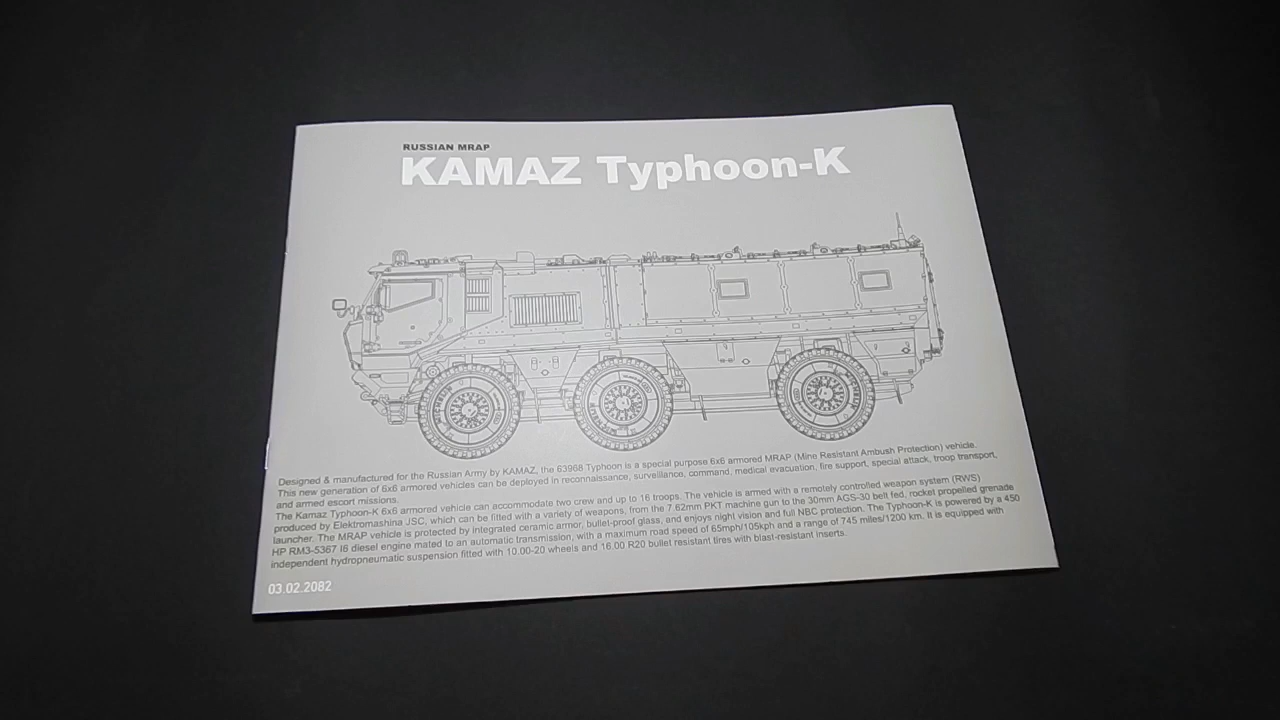 RUSSIAN MRAP
KAMAZ Typhoon-K
Designed & manufactured for the Russian Army by KAMAZ, the 63968 Typhoon is a special purpose 6x6 armored MRAP (Mine Resistant Ambush Protection) vehicle.
This new generation of 6x6 armored vehicles can be deployed in reconnaissance, surveillance, command, medical evacuation, fire support, special attack, troop transport,
and armed escort missions.
The Kamaz Typhoon-K 6x6 armored vehicle can accommodate two crew and up to 16 troops. The vehicle is armed with a remotely controlled weapon system (RWS)
produced by Elektromashina JSC, which can be fitted with a variety of weapons, from the 7.62mm PKT machine gun to the 30mm AGS-30 belt fed, rocket propelled grenade
launcher. The MRAP vehicle is protected by integrated ceramic armor, bullet-proof glass, and enjoys night vision and full NBC protection. The Typhoon-K is powered by a 450
HP RM3-5367 I6 diesel engine mated to an automatic transmission, with a maximum road speed of 65mph/105kph and a range of 745 miles/1200 km. It is equipped with
independent hydropneumatic suspension fitted with 10.00-20 wheels and 16.00 R20 bullet resistant tires with blast-resistant inserts.
03.02.2082